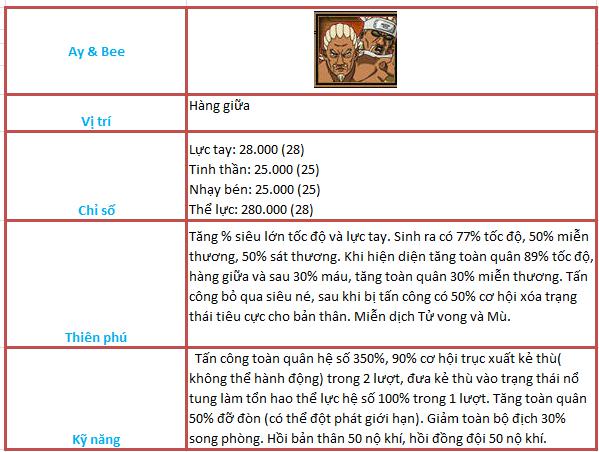 Ay & Bee
Vị trí
Hàng giữa
Chỉ số
Lực tay: 28.000 (28)
Tinh thần: 25.000 (25)
Nhạy bén: 25.000 (25)
Thể lực: 280.000 (28)
Thiên phú
Tăng % siêu lớn tốc độ và lực tay. Sinh ra có 77% tốc độ, 50% miễn
thương, 50% sát thương. Khi hiện diện tăng toàn quân 89% tốc độ,
hàng giữa và sau 30% máu, tăng toàn quân 30% miễn thương. Tấn
công bỏ qua siêu né, sau khi bị tấn công có 50% cơ hội xóa trạng
thái tiêu cực cho bản thân. Miễn dịch Tử vong và Mù.
Kỹ năng
Tấn công toàn quân hệ số 350%, 90% cơ hội trục xuất kẻ thù(
không thể hành động) trong 2 lượt, đưa kẻ thù vào trạng thái nổ
tung làm tổn hao thể lực hệ số 100% trong 1 lượt. Tăng toàn quân
50% đỡ đòn (có thể đột phát giới hạn). Giảm toàn bộ địch 30%
song phòng. Hồi bản thân 50 nộ khí, hồi đồng đội 50 nộ khí.